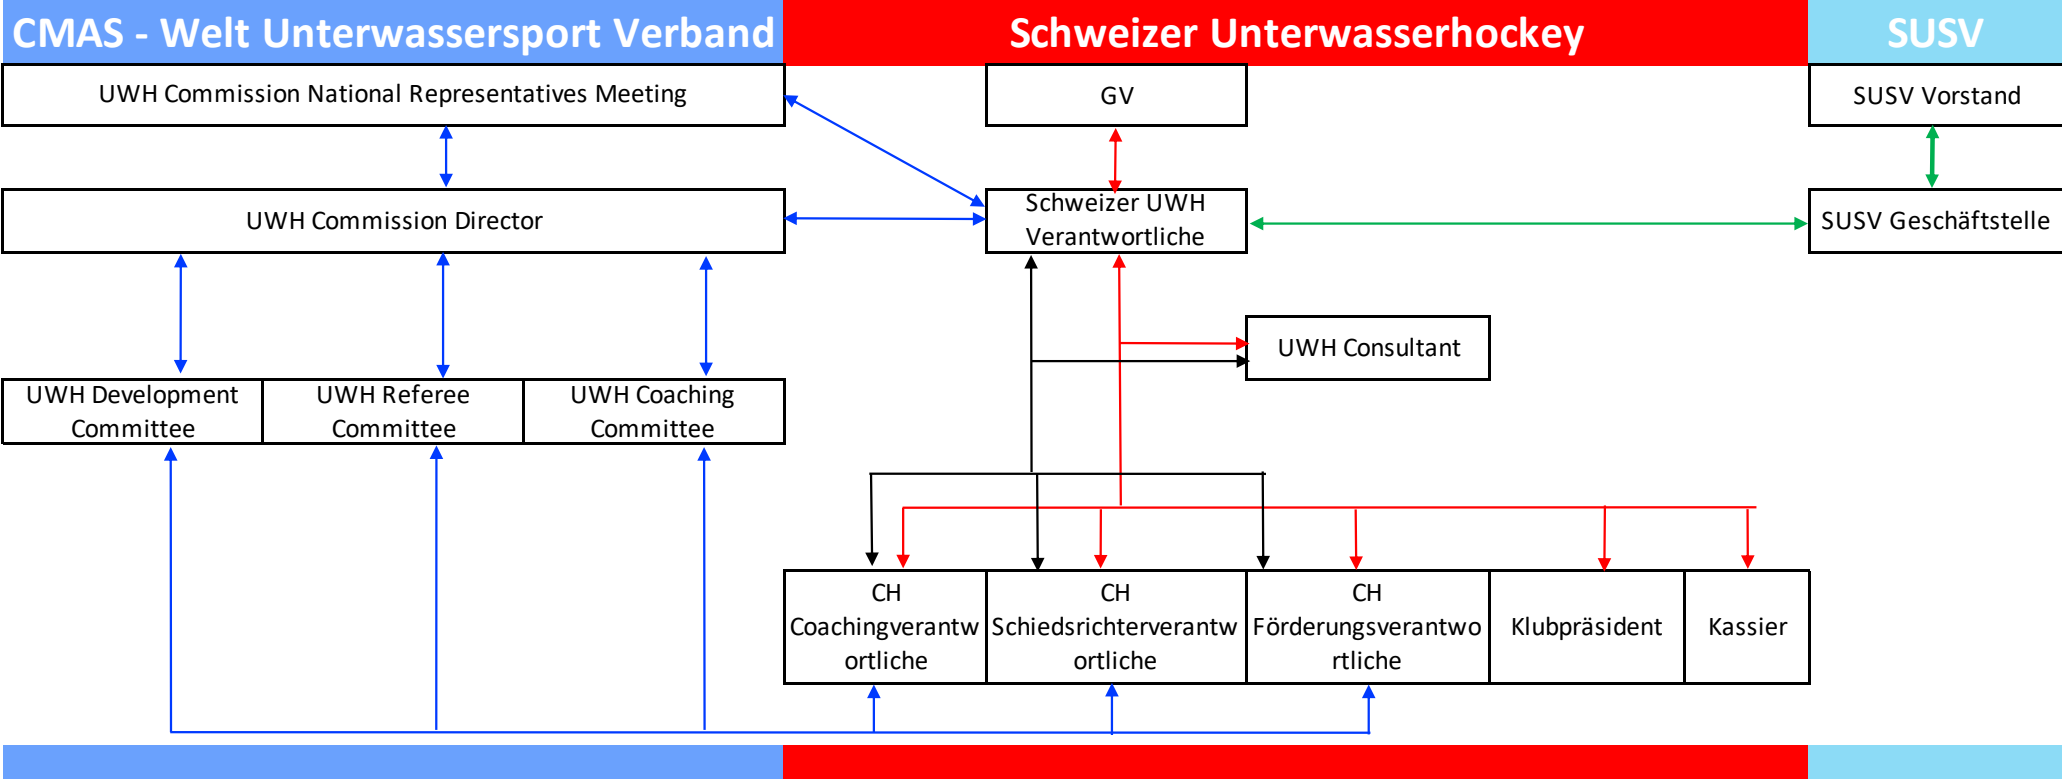 CMAS - Welt Unterwassersport Verband
Schweizer Unterwasserhockey
SUSV
UWH Commission National Representatives Meeting
GV
SUSV Vorstand
UWH Commission Director
Schweizer UWH
Verantwortliche
SUSV Geschäftstelle
UWH Consultant
UWH Development
Committee
UWH Referee
Committee
UWH Coaching
Committee
CH
Coachingverantw
ortliche
CH
Schiedsrichterverantw
ortliche
CH
Förderungsverantwo
rtliche
Klubpräsident
Kassier